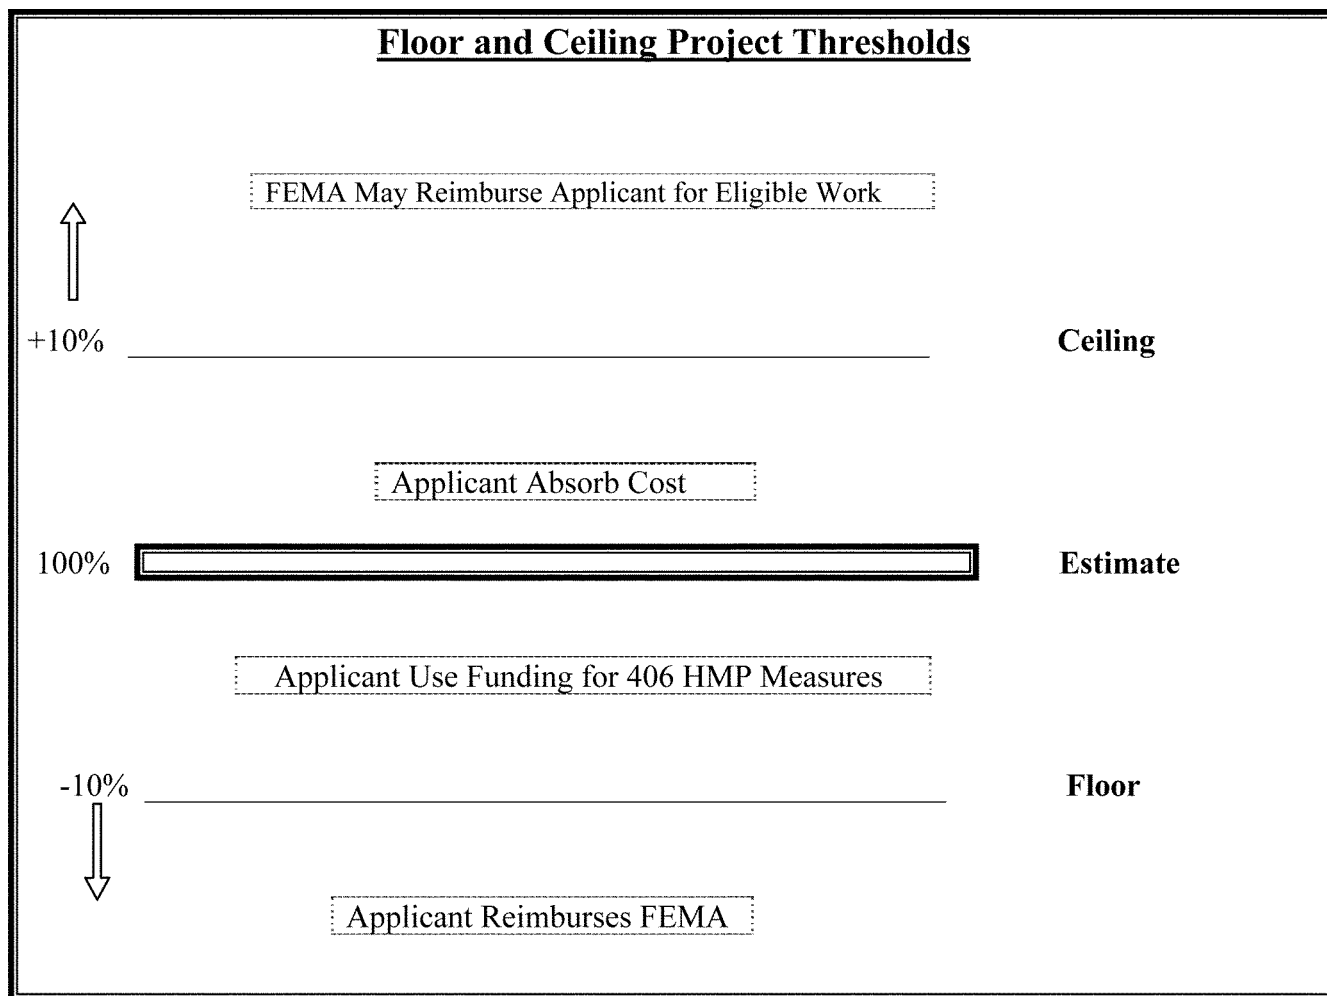 Floor and Ceiling Project Thresholds
FEMA May Reimburse Applicant for Eligible Work
+10%
Ceiling
Applicant Absorb Cost
100%
Estimate
Applicant Use Funding for 406 HMP Measures
-10%
Floor
Applicant Reimburses FEMA